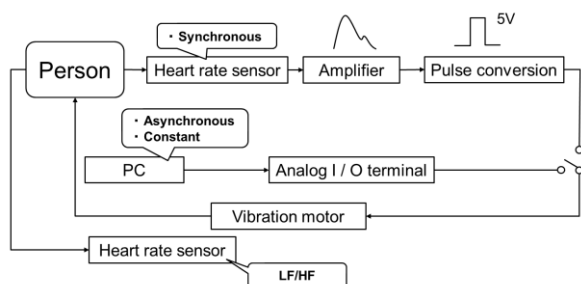 ・ Synchronous
5V
Person
Heart rate sensor
Amplifier
Pulse conversion
・ Asynchronous
・ Constant
PC
Analog I / O terminal
Vibration motor
Heart rate sensor
LF/HF